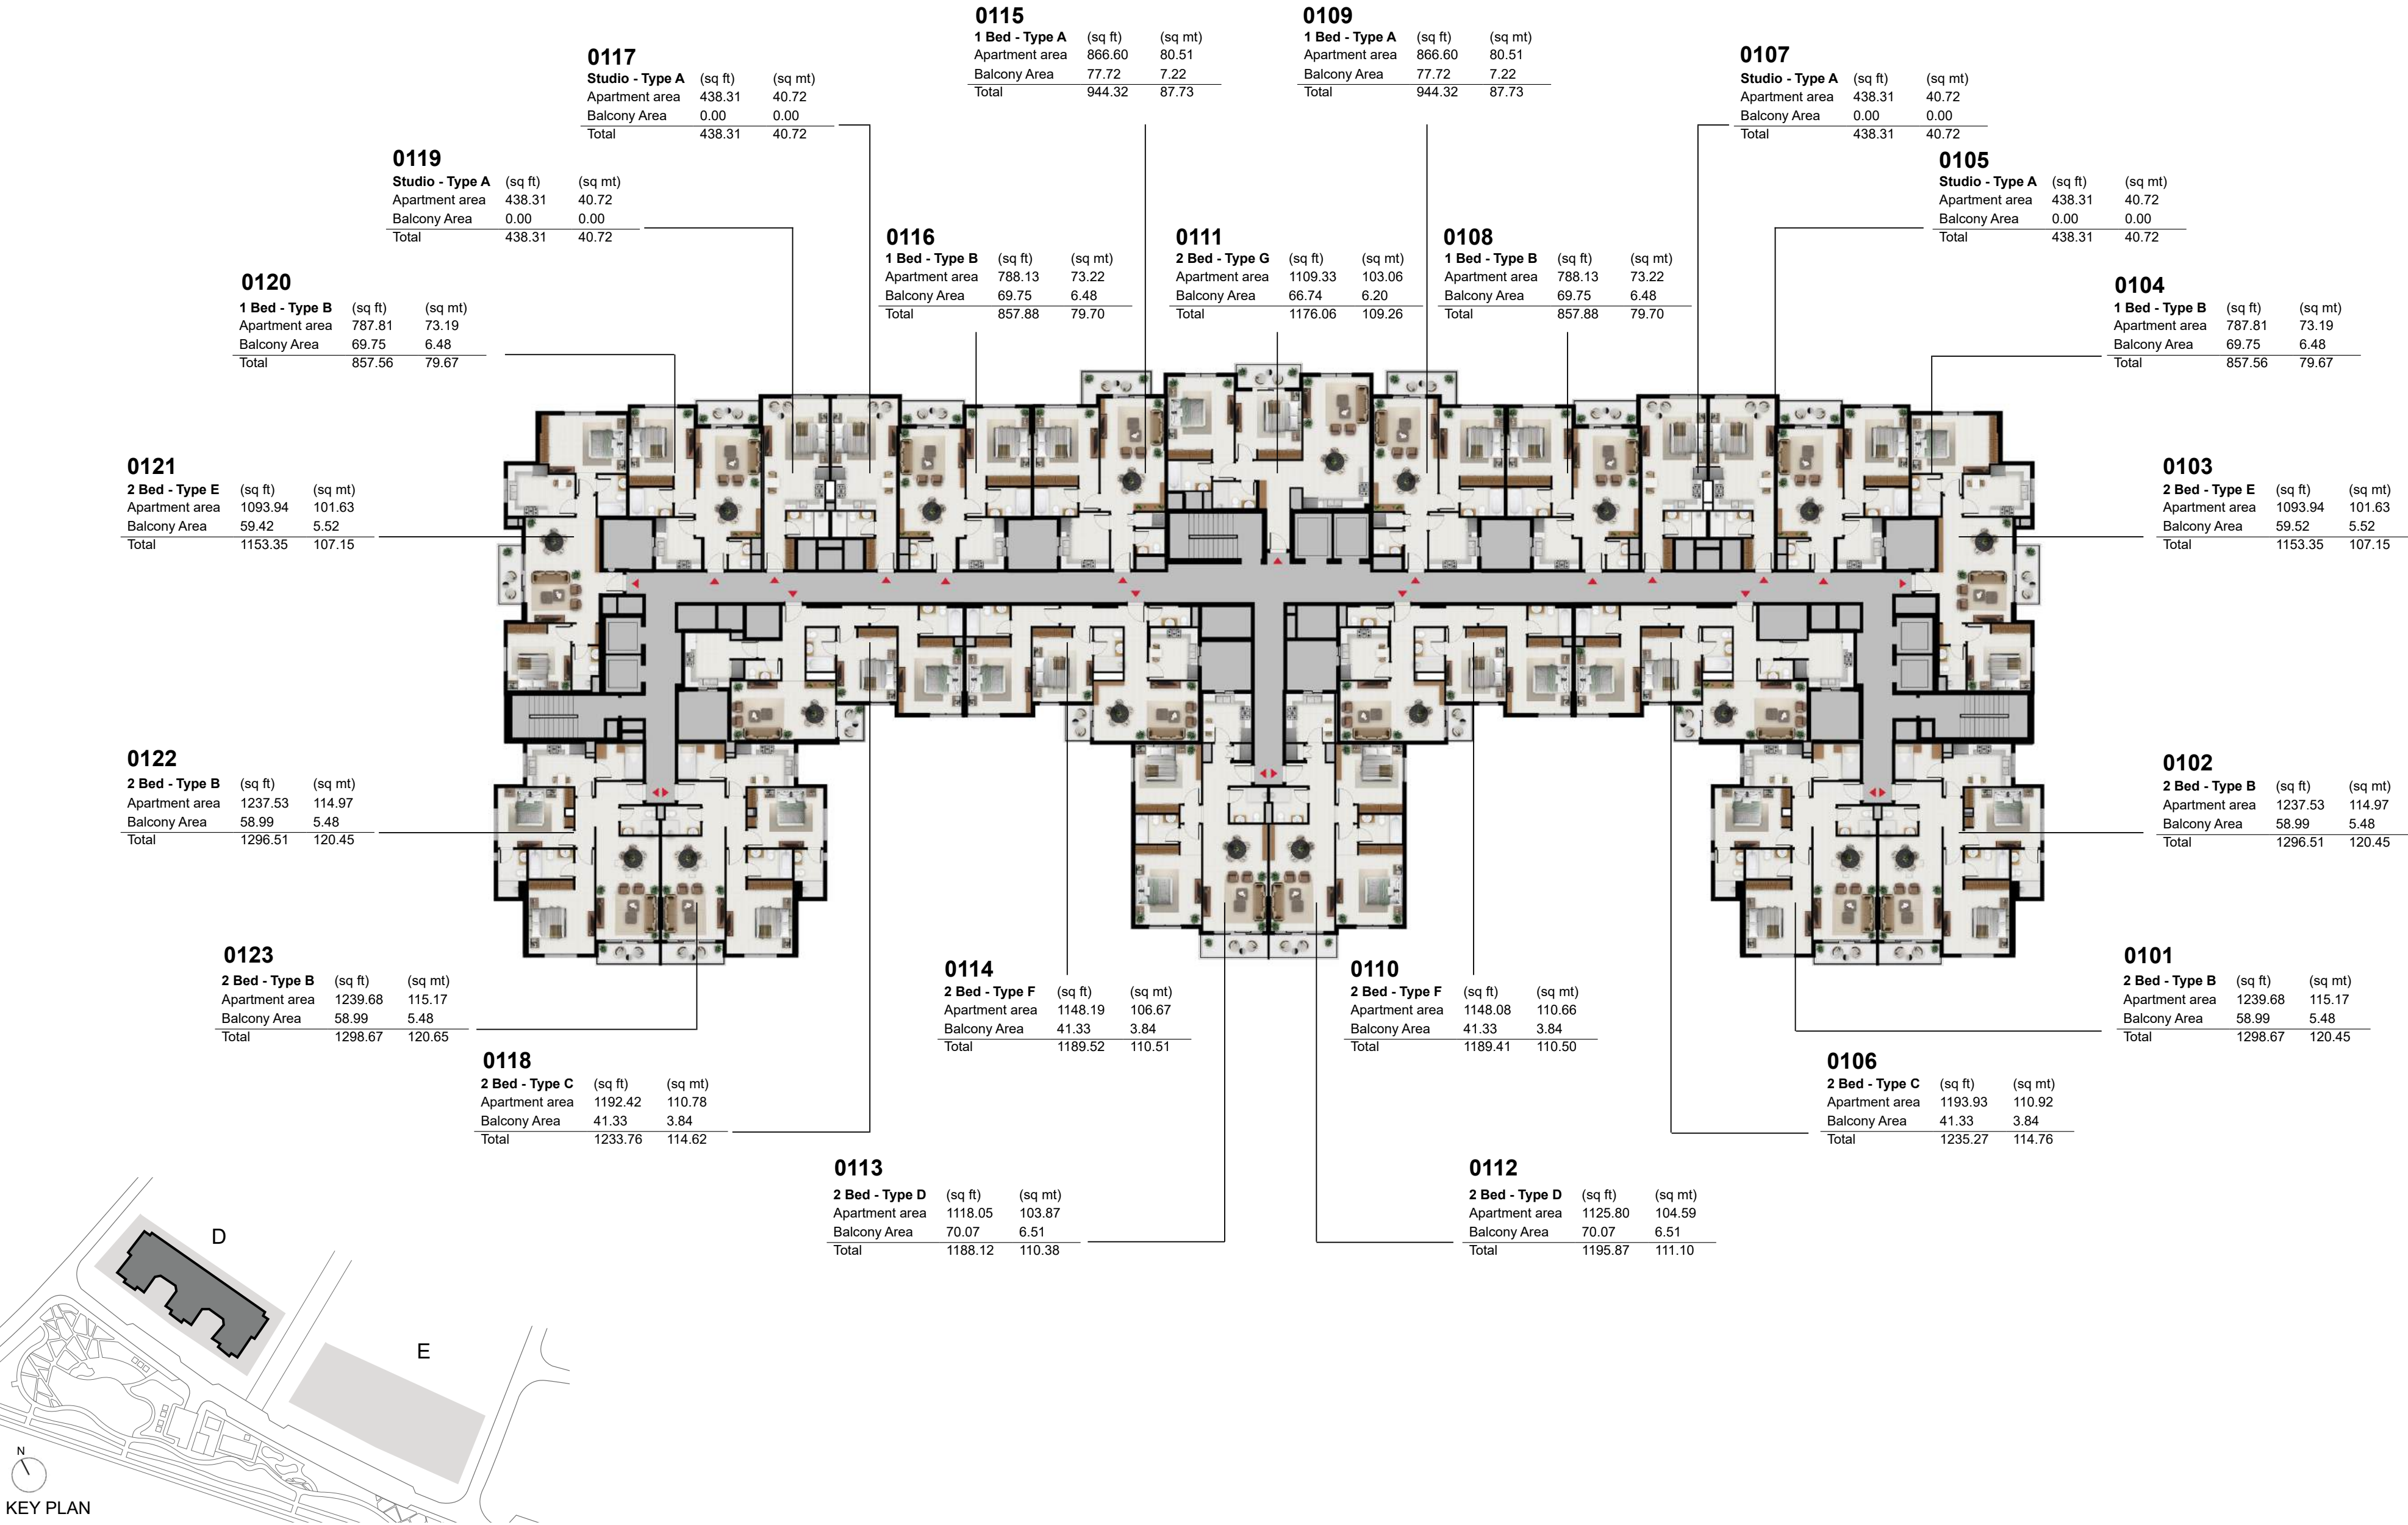 0115
1 Bed - Type A (sq ft) (sq mt)
Apartment area 866.60 80.51
Balcony Area 77.72 7.22
Total 944.32 87.73
0109
1 Bed - Type A (sq ft) (sq mt)
Apartment area 866.60 80.51
Balcony Area 77.72 7.22
Total 944.32 87.73
0117
Studio - Type A (sq ft) (sq mt)
Apartment area 438.31 40.72
Balcony Area 0.00 0.00
Total 438.31 40.72
0107
Studio - Type A (sq ft) (sq mt)
Apartment area 438.31 40.72
Balcony Area 0.00 0.00
Total 438.31 40.72
0119
Studio - Type A (sq ft) (sq mt)
Apartment area 438.31 40.72
Balcony Area 0.00 0.00
Total 438.31 40.72
0105
Studio - Type A (sq ft) (sq mt)
Apartment area 438.31 40.72
Balcony Area 0.00 0.00
Total 438.31 40.72
0116
1 Bed - Type B (sq ft) (sq mt)
Apartment area 788.13 73.22
Balcony Area 69.75 6.48
Total 857.88 79.70
0111
2 Bed - Type G (sq ft) (sq mt)
Apartment area 1109.33 103.06
Balcony Area 66.74 6.20
Total 1176.06 109.26
0108
1 Bed - Type B (sq ft) (sq mt)
Apartment area 788.13 73.22
Balcony Area 69.75 6.48
Total 857.88 79.70
0120
1 Bed - Type B (sq ft) (sq mt)
Apartment area 787.81 73.19
Balcony Area 69.75 6.48
Total 857.56 79.67
0104
1 Bed - Type B (sq ft) (sq mt)
Apartment area 787.81 73.19
Balcony Area 69.75 6.48
Total 857.56 79.67
0121
2 Bed - Type E (sq ft) (sq mt)
Apartment area 1093.94 101.63
Balcony Area 59.42 5.52
Total 1153.35 107.15
0103
2 Bed - Type E (sq ft) (sq mt)
Apartment area 1093.94 101.63
Balcony Area 59.52 5.52
Total 1153.35 107.15
0122
2 Bed - Type B (sq ft) (sq mt)
Apartment area 1237.53 114.97
Balcony Area 58.99 5.48
Total 1296.51 120.45
0102
2 Bed - Type B (sq ft) (sq mt)
Apartment area 1237.53 114.97
Balcony Area 58.99 5.48
Total 1296.51 120.45
0123
2 Bed - Type B (sq ft) (sq mt)
Apartment area 1239.68 115.17
Balcony Area 58.99 5.48
Total 1298.67 120.65
0114
2 Bed - Type F (sq ft) (sq mt)
Apartment area 1148.19 106.67
Balcony Area 41.33 3.84
Total 1189.52 110.51
0110
2 Bed - Type F (sq ft) (sq mt)
Apartment area 1148.08 110.66
Balcony Area 41.33 3.84
Total 1189.41 110.50
0101
2 Bed - Type B (sq ft) (sq mt)
Apartment area 1239.68 115.17
Balcony Area 58.99 5.48
Total 1298.67 120.45
0118
2 Bed - Type C (sq ft) (sq mt)
Apartment area 1192.42 110.78
Balcony Area 41.33 3.84
Total 1233.76 114.62
0106
2 Bed - Type C (sq ft) (sq mt)
Apartment area 1193.93 110.92
Balcony Area 41.33 3.84
Total 1235.27 114.76
0113
2 Bed - Type D (sq ft) (sq mt)
Apartment area 1118.05 103.87
Balcony Area 70.07 6.51
Total 1188.12 110.38
0112
2 Bed - Type D (sq ft) (sq mt)
Apartment area 1125.80 104.59
Balcony Area 70.07 6.51
Total 1195.87 111.10
D
E
N
KEY PLAN